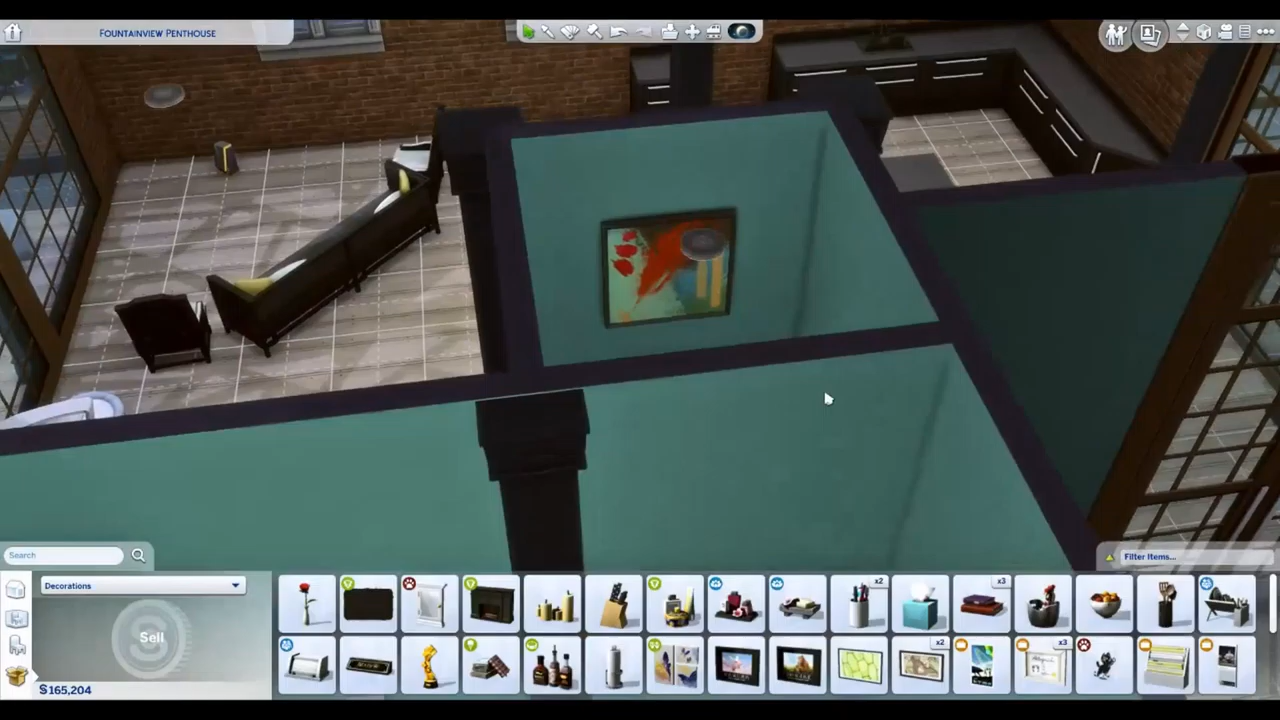 FOUNTAINVIEW PENTHOUSE
Search
Filter Items...
Decorations
x2
x3
Sell
x2
x3
§165,204